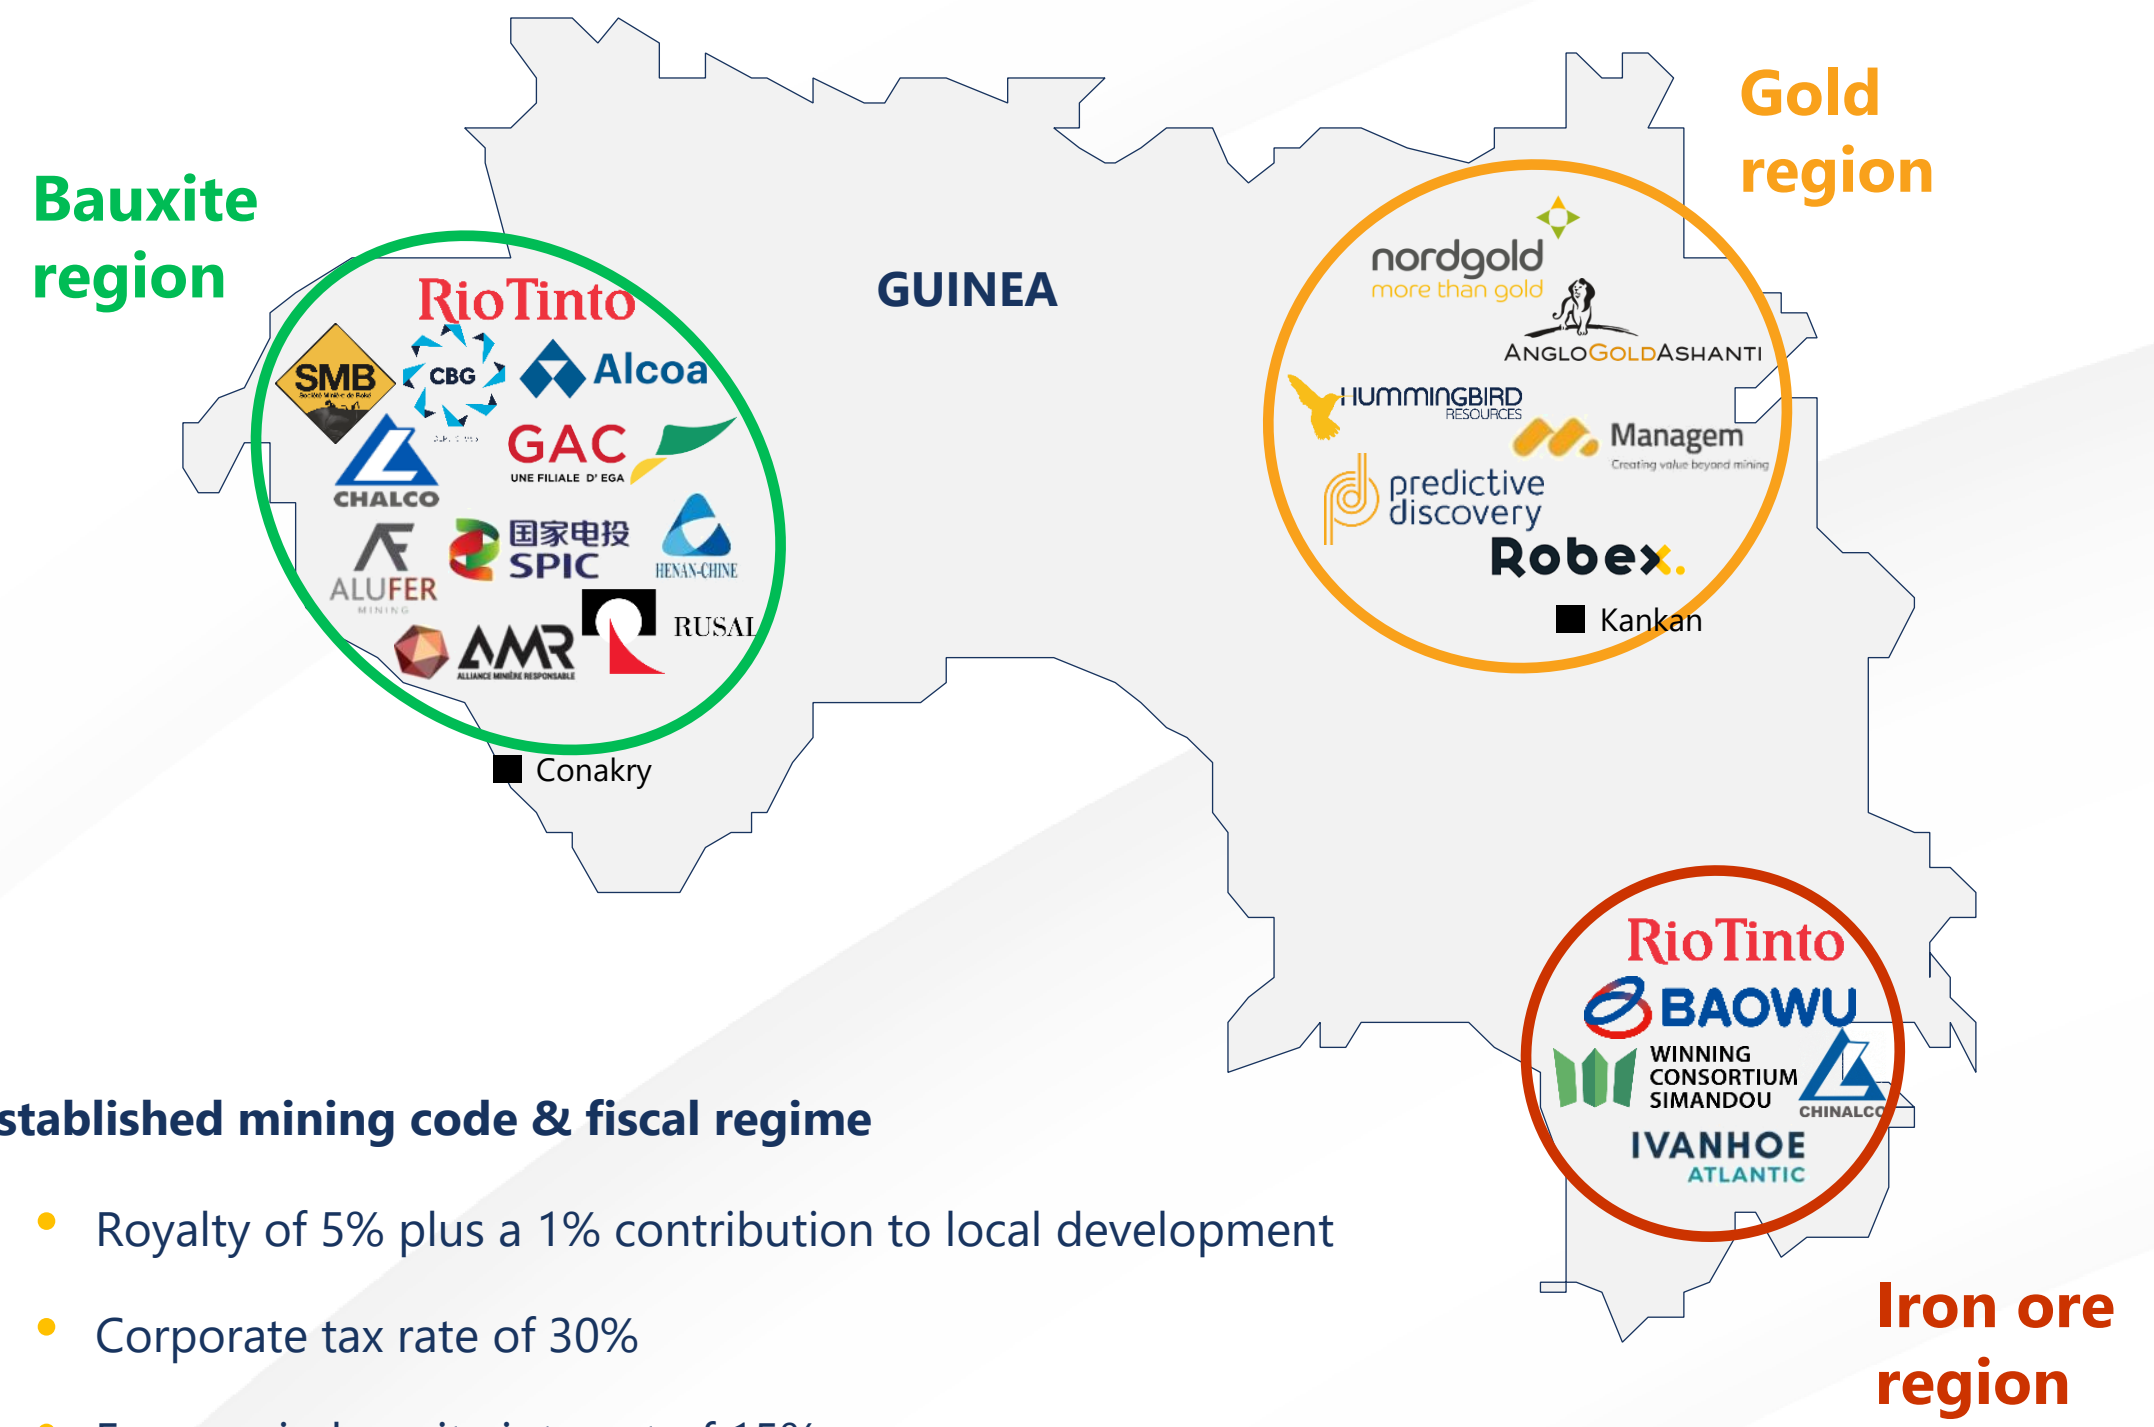 Bauxite
region
Gold
region
GUINEA
RioTinto
SMB
CBG
Alcoa
CHALCO
GAC
UNE FILIALE D'EGA
ALUFER
MINING
国家电投
SPIC
HENAN-CHINE
AMR
ALLIANCE MINIÈRE RESPONSABLE
RUSAL
Conakry
nordgold
more than gold
ANGLOGOLDASHANTI
HUMMINGBIRD
RESOURCES
Managem
Creating value beyond mining
predictive
discovery
Robex.
Kankan
RioTinto
BAOWU
WINNING
CONSORTIUM
SIMANDOU
CHINALCO
IVANHOE
ATLANTIC
Iron ore
region
stablished mining code & fiscal regime
• Royalty of 5% plus a 1% contribution to local development
• Corporate tax rate of 30%
interest of 15%